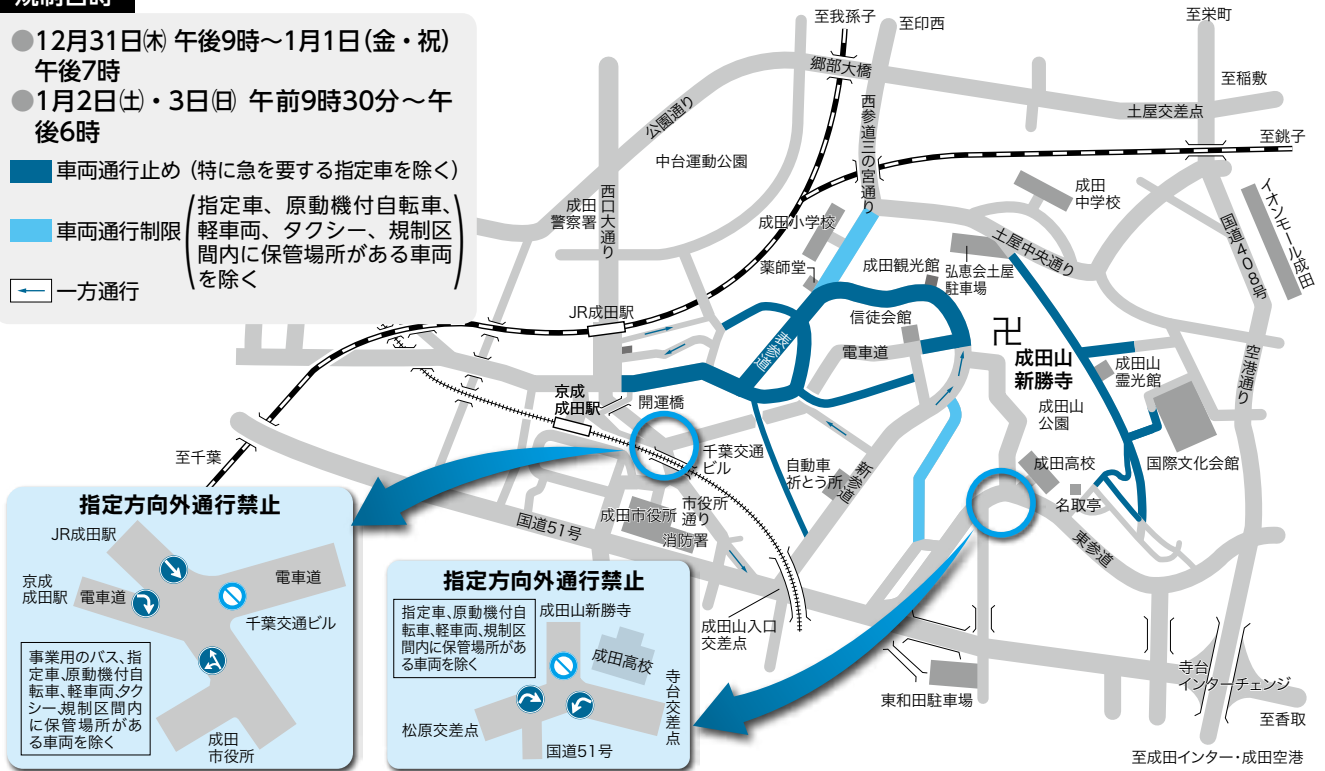 規制日時
●12月31日㈭ 午後9時～1月1日(金・祝)
午後7時
●1月2日㈯・3日㈰ 午前9時30分～午
後6時
車両通行止め (特に急を要する指定車を除く)
車両通行制限
指定車、原動機付自転車、
軽車両、タクシー、規制区
間内に保管場所がある車両
を除く
一方通行
至我孫子
至印西
至栄町
至稲敷
郷部大橋
土屋交差点
至銚子
公園通り
中台運動公園
西参道三の宮通り
成田
警察署
西口大通り
成田小学校
成田
中学校
イオンモール成田
国道408号
土屋中央通り
薬師堂
成田観光館
弘恵会土屋
駐車場
JR成田駅
信徒会館
表参道
電車道
卍
成田山
新勝寺
成田山
霊光館
空港通り
京成
成田駅
開運橋
成田山
公園
至千葉
千葉交通
ビル
自動車
祈とう所
新参道
成田高校
国際文化会館
名取亭
国道51号
成田市役所
市役所
通り
消防署
東参道
成田山入口
交差点
東和田駐車場
寺台
インターチェンジ
至香取
至成田インター・成田空港
指定方向外通行禁止
JR成田駅
京成
成田駅
電車道
電車道
千葉交通ビル
事業用のバス、指
定車、原動機付自
転車、軽車両、タク
シー、規制区間内
に保管場所があ
る車両を除く
成田
市役所
指定方向外通行禁止
指定車、原動機付自
転車、軽車両、規制区
間内に保管場所があ
る車両を除く
成田山新勝寺
成田高校
寺台交差点
松原交差点
国道51号